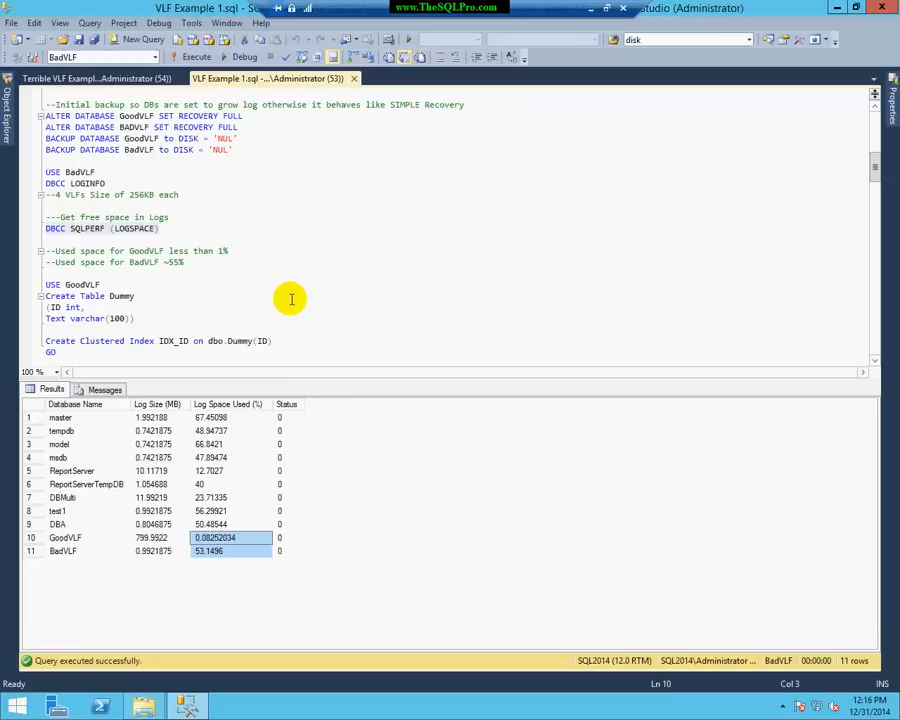 www.TheSQLPro.com
VLF Example 1.sql - S
Studio (Administrator)
File Edit View Query Project Debug Tools Window Help
New Query
disk
BadVLF
Execute
Debug
Terrible VLF Exampl...Administrator (54))
VLF Example 1.sql -...\Administrator (53))
Object Explorer
Properties
--Initial backup so DBs are set to grow log otherwise it behaves like SIMPLE Recovery
ALTER DATABASE GoodVLF SET RECOVERY FULL
ALTER DATABASE BADVLF SET RECOVERY FULL
BACKUP DATABASE GoodVLF to DISK = 'NUL'
BACKUP DATABASE BadVLF to DISK = 'NUL'
USE BadVLF
DBCC LOGINFO
--4 VLFs Size of 256KB each
---Get free space in Logs
DBCC SQLPERF (LOGSPACE)
--Used space for GoodVLF less than 1%
--Used space for BadVLF ~55%
USE GoodVLF
Create Table Dummy
(ID int,
Text varchar(100))
Create Clustered Index IDX_ID on dbo.Dummy(ID)
GO
100 %
Results
Messages
Database Name Log Size (MB) Log Space Used (%) Status
1 master 1.992188 67.45098 0
2 tempdb 0.7421875 48.94737 0
3 model 0.7421875 66.8421 0
4 msdb 0.7421875 47.89474 0
5 ReportServer 10.11719 12.7027 0
6 ReportServerTempDB 1.054688 40 0
7 DBMulti 11.99219 23.71335 0
8 test1 0.9921875 56.29921 0
9 DBA 0.8046875 50.48544 0
10 GoodVLF 799.9922 0.08252034 0
11 BadVLF 0.9921875 53.1496 0
Query executed successfully.
SQL2014 (12.0 RTM)
SQL2014\Administrator ...
BadVLF
00:00:00
11 rows
Ready
Ln 10
Col 3
INS
12:16 PM
12/31/2014